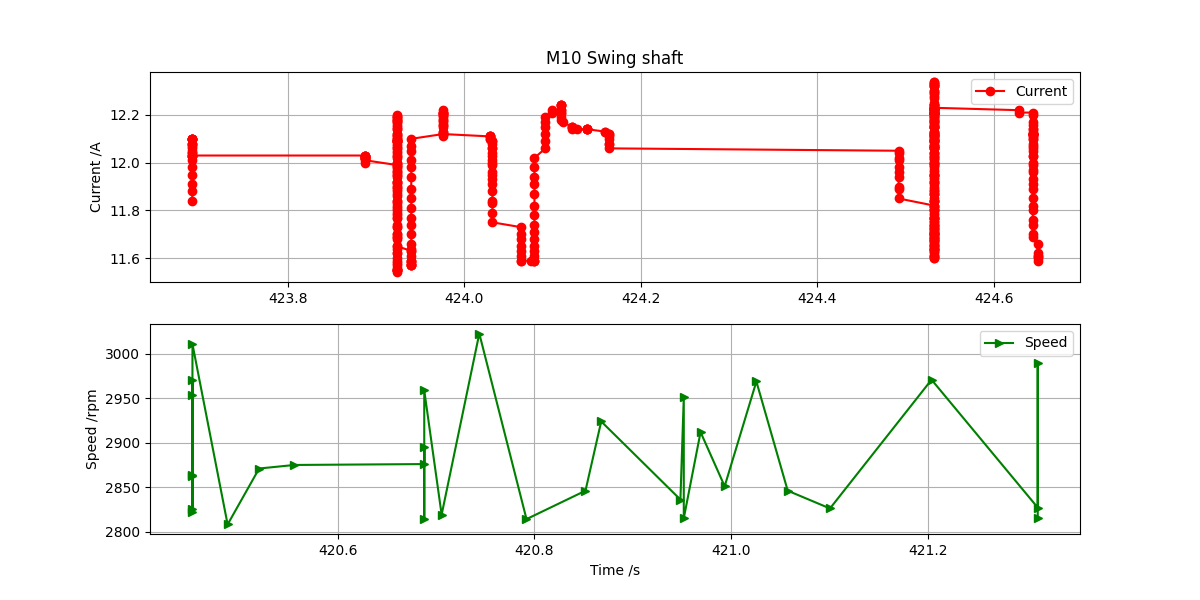 M10 Swing shaft
Current /A
12.2
12.0
11.8
11.6
Current
423.8 424.0 424.2 424.4 424.6
Speed /rpm
3000
2950
2900
2850
2800
Speed
420.6 420.8 421.0 421.2
Time /s